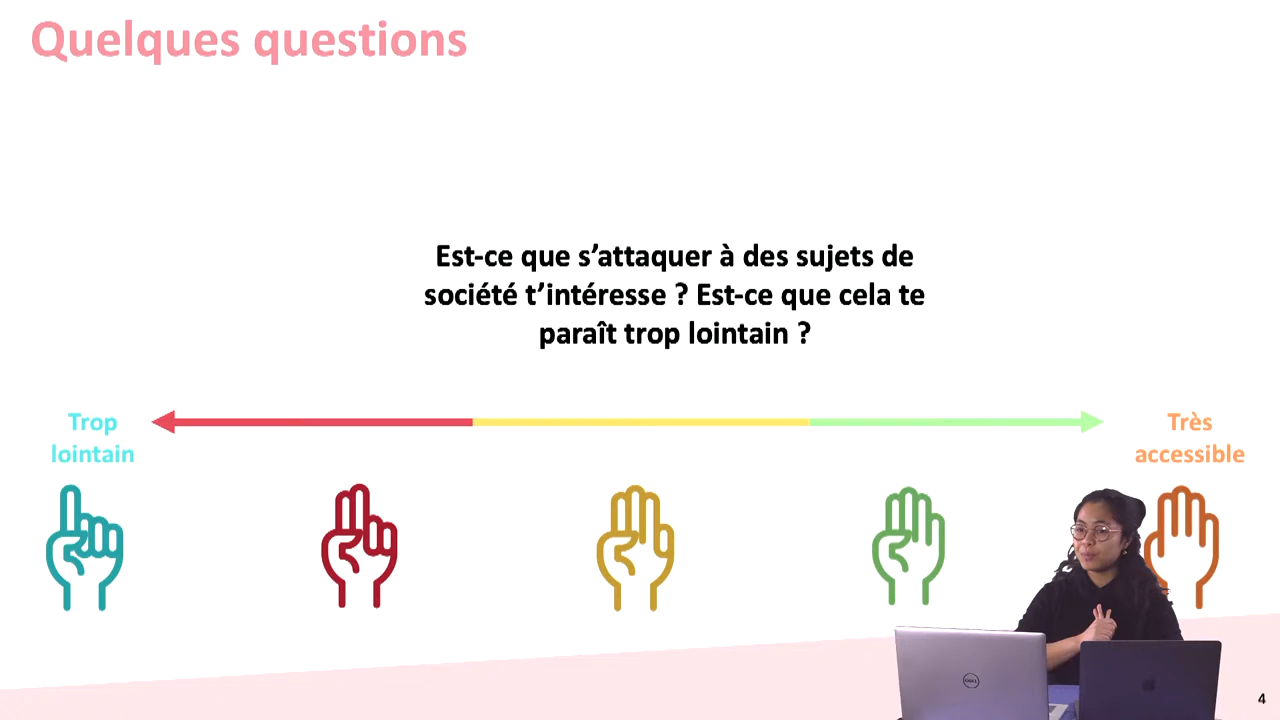 Quelques questions
Est-ce que s’attaquer à des sujets de
société t’intéresse ? Est-ce que cela te
paraît trop lointain ?
Trop
lointain
Très
accessible
DELL
4